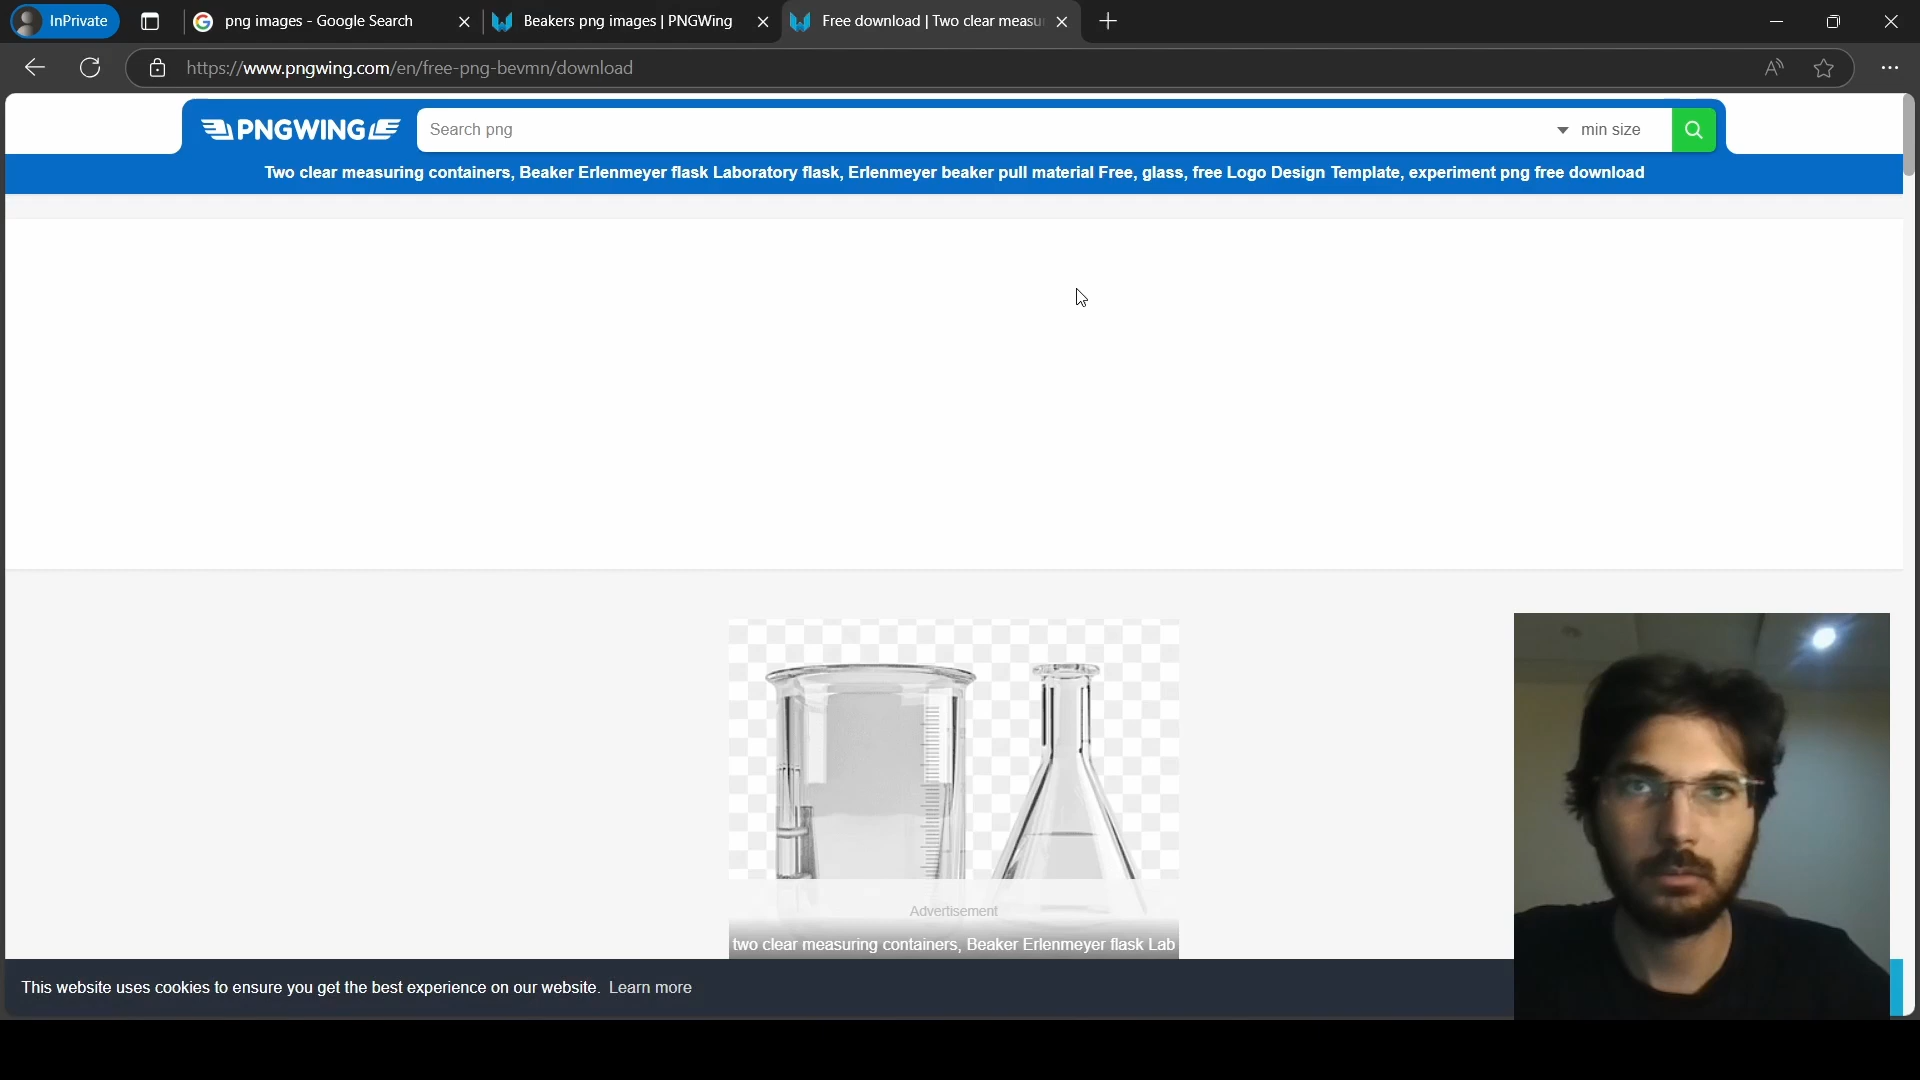 InPrivate
png images - Google Search
Beakers png images | PNGWing
Free download | Two clear measu
https://www.pngwing.com/en/free-png-bevmn/download
PNGWING
Search png
min size
Two clear measuring containers, Beaker Erlenmeyer flask Laboratory flask, Erlenmeyer beaker pull material Free, glass, free Logo Design Template, experiment png free download
Advertisement
two clear measuring containers, Beaker Erlenmeyer flask Lab
This website uses cookies to ensure you get the best experience on our website. Learn more